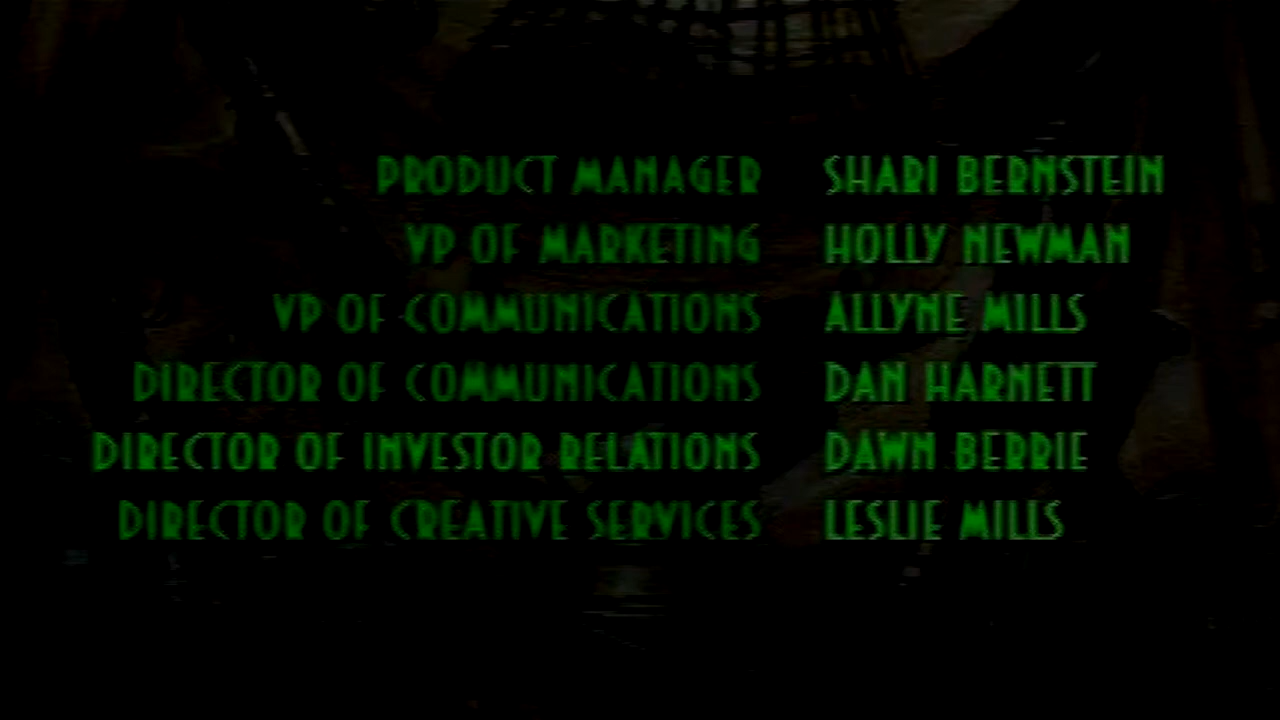 PRODUCT MANAGER SHARI BERNSTEIN
VP OF MARKETING HOLLY NEWMAN
VP OF COMMUNICATIONS ALLYNE MILLS
DIRECTOR OF COMMUNICATIONS DAN HARNETT
DIRECTOR OF INVESTOR RELATIONS DAWN BERRIE
DIRECTOR OF CREATIVE SERVICES LESLIE MILLS